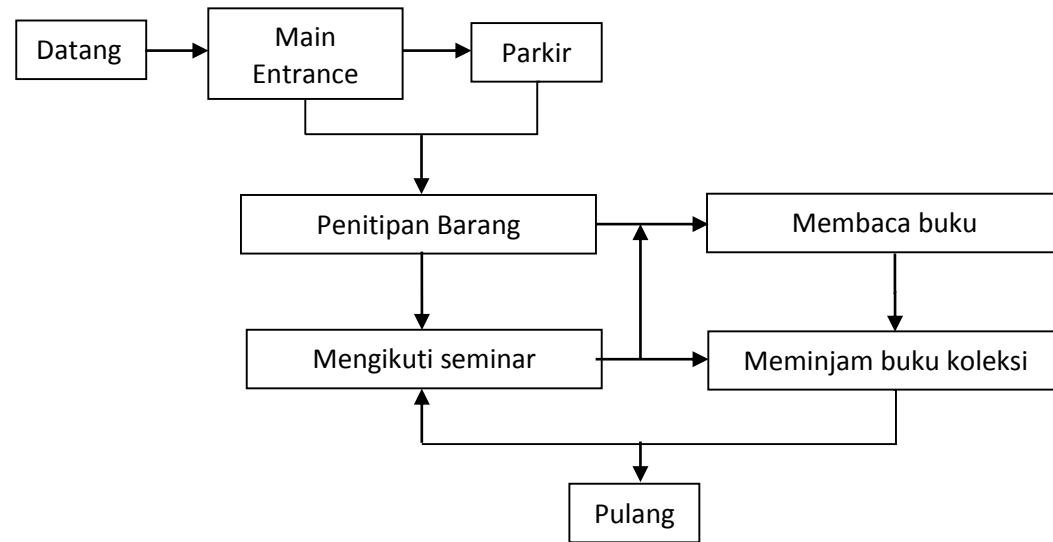 Datang
Main
Entrance
Parkir
Penitipan Barang
Membaca buku
Mengikuti seminar
Meminjam buku koleksi
Pulang